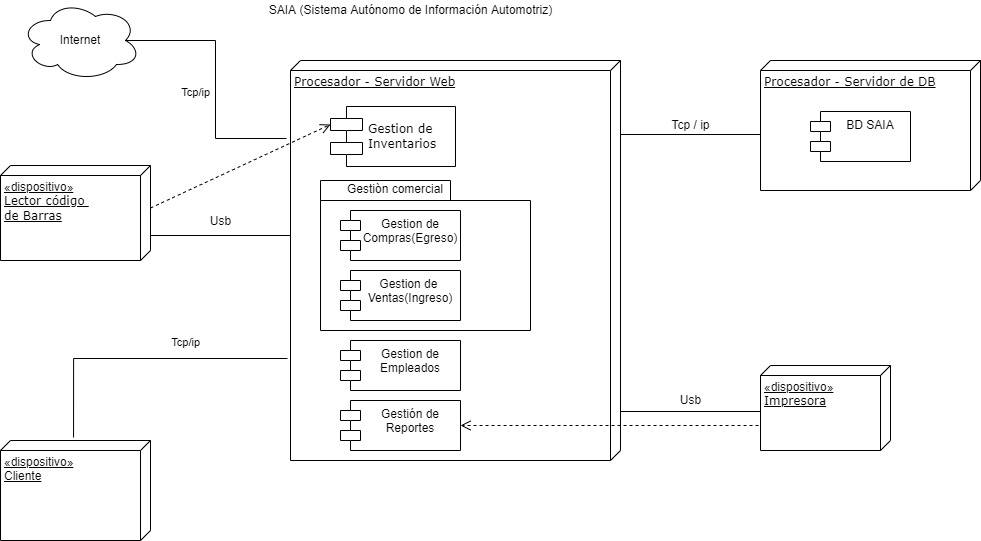 SAIA (Sistema Autónomo de Información Automotriz)
Internet
Tcp/ip
Procesador - Servidor Web
Gestion de
Inventarios
Tcp / ip
Procesador - Servidor de DB
BD SAIA
«dispositivo»
Lector código
de Barras
Usb
Gestiòn comercial
Gestion de
Compras(Egreso)
Gestion de
Ventas(Ingreso)
Tcp/ip
Gestion de
Empleados
Gestión de
Reportes
Usb
«dispositivo»
Impresora
«dispositivo»
Cliente